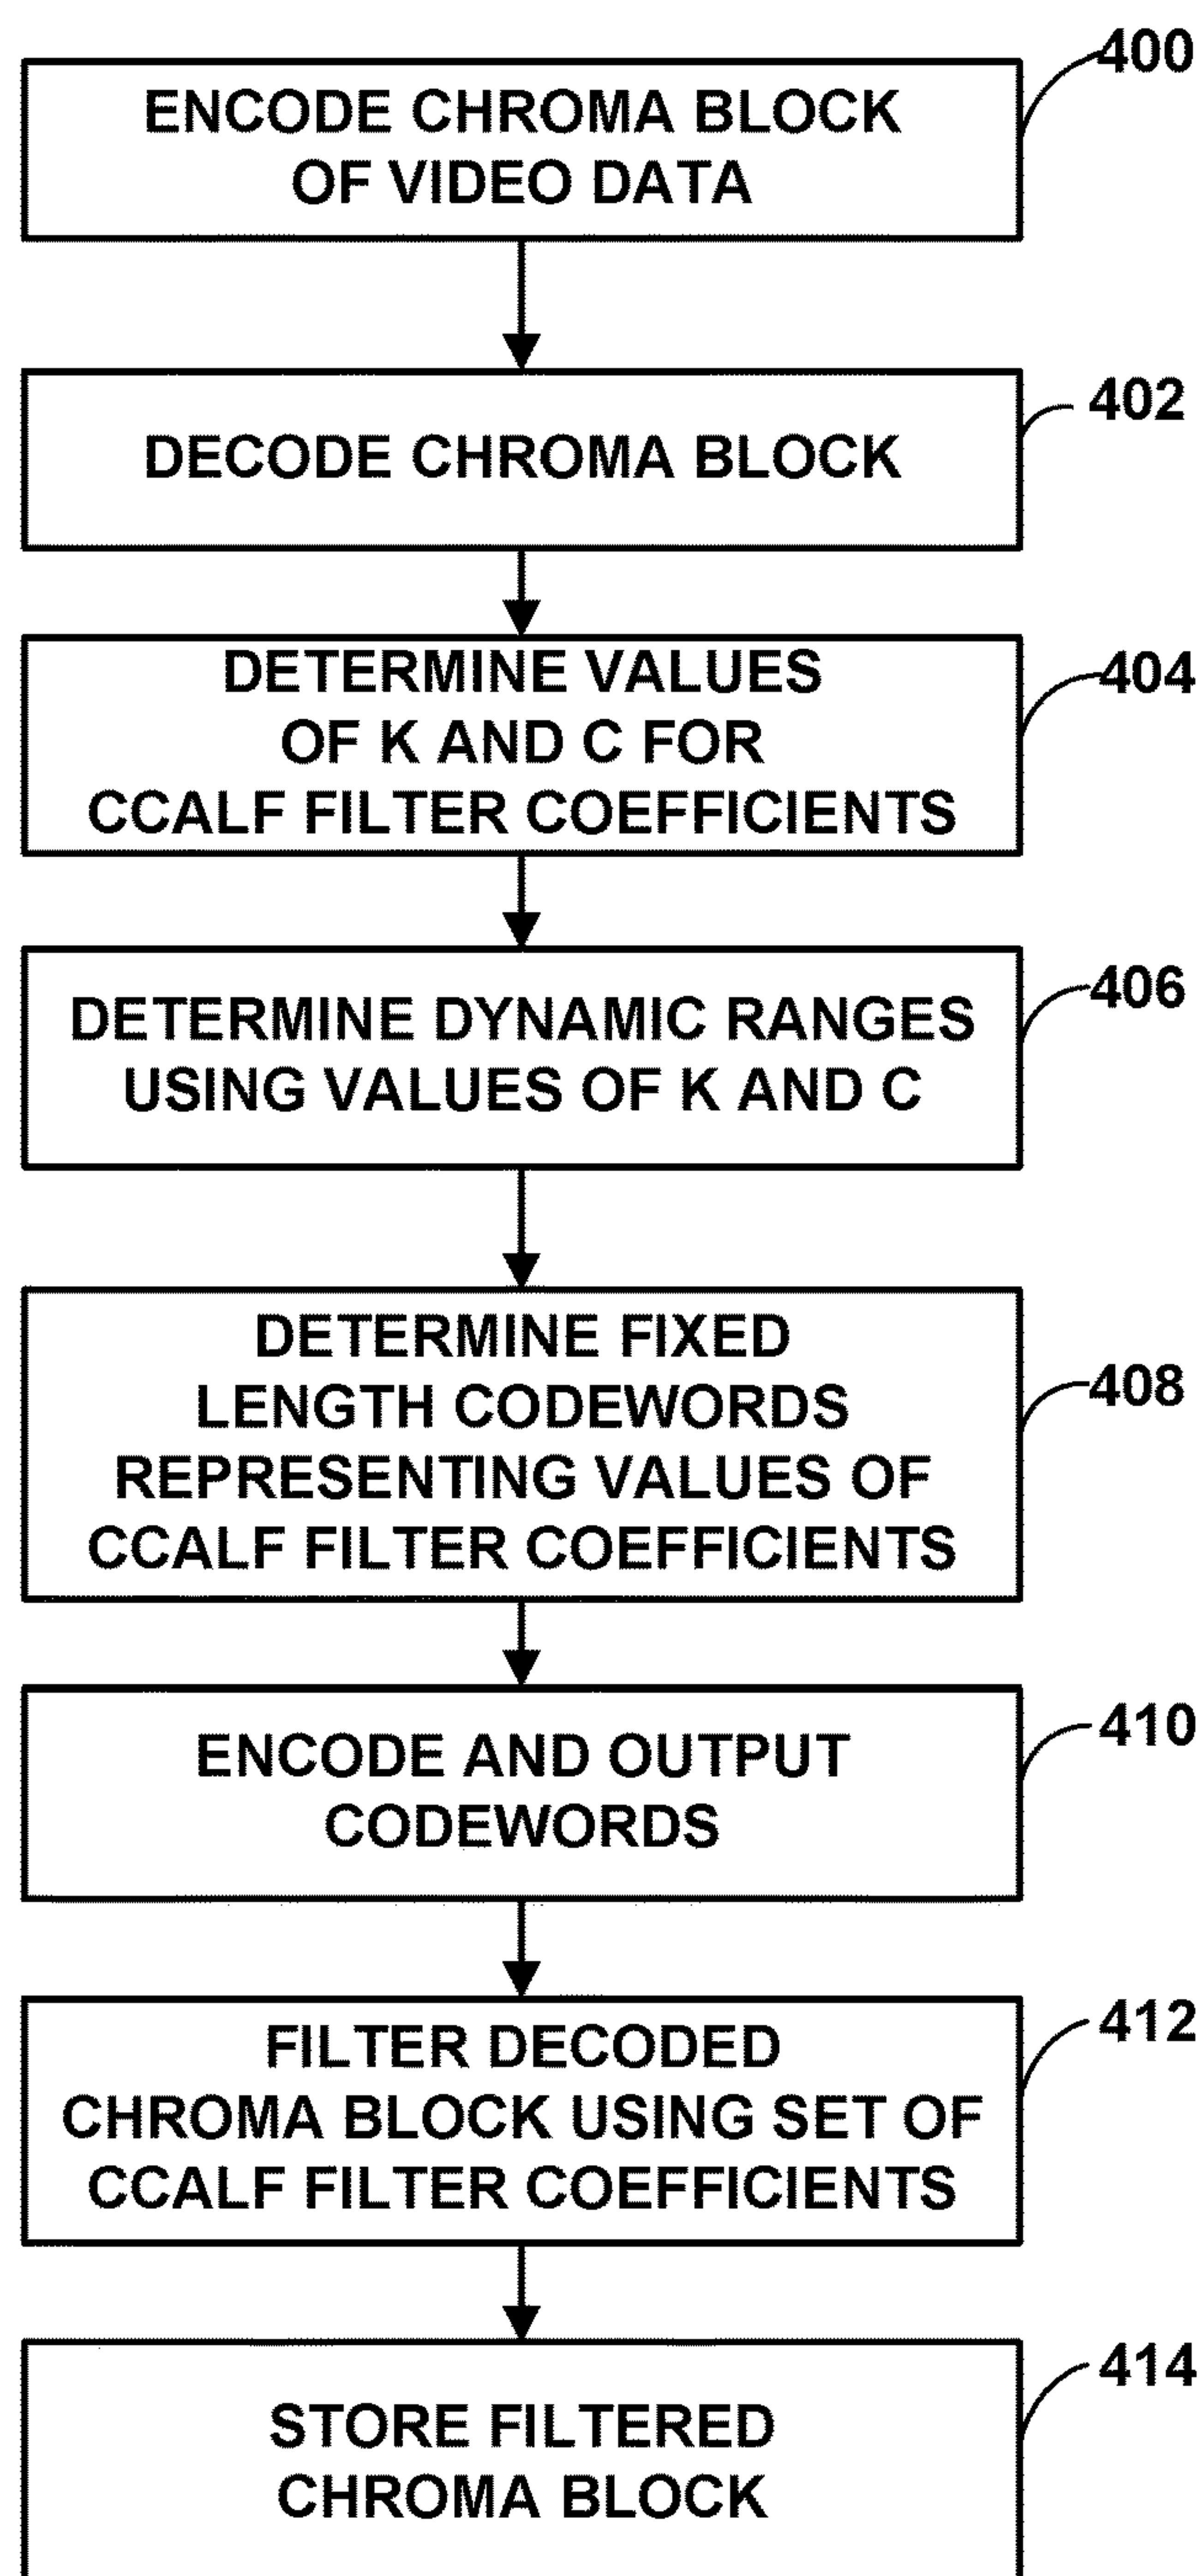 400
ENCODE CHROMA BLOCK
OF VIDEO DATA
402
DECODE CHROMA BLOCK
404
DETERMINE VALUES
OF K AND C FOR
CCALF FILTER COEFFICIENTS
406
DETERMINE DYNAMIC RANGES
USING VALUES OF K AND C
408
DETERMINE FIXED
LENGTH CODEWORDS
REPRESENTING VALUES OF
CCALF FILTER COEFFICIENTS
410
ENCODE AND OUTPUT
CODEWORDS
412
FILTER DECODED
CHROMA BLOCK USING SET OF
CCALF FILTER COEFFICIENTS
414
STORE FILTERED
CHROMA BLOCK